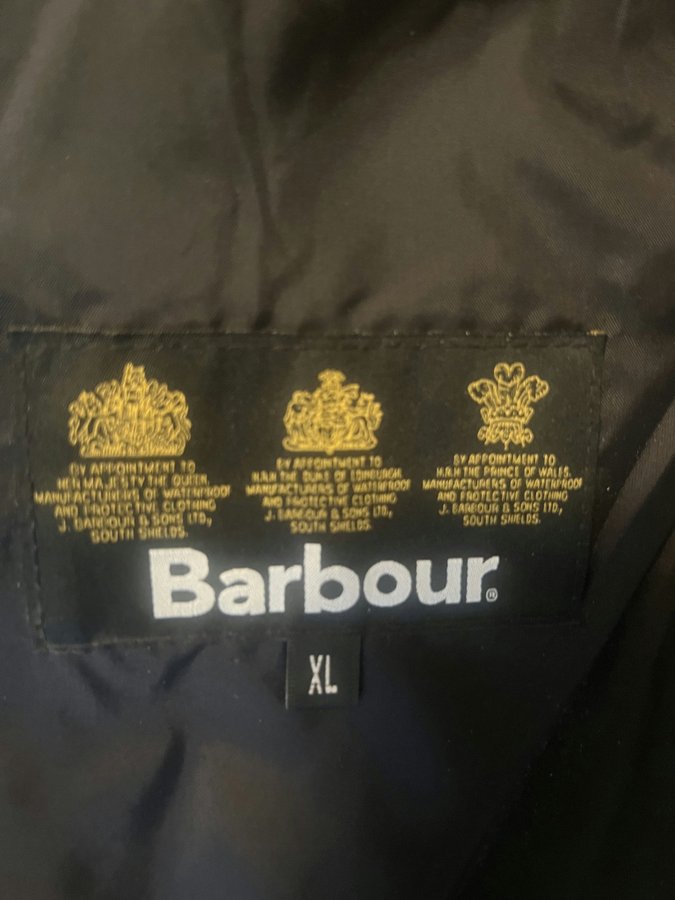 BY APPOINTMENT TO
HER MAJESTY THE QUEEN.
MANUFACTURERS OF WATERPROOF
AND PROTECTIVE CLOTHING
J. BARBOUR & SONS LTD,
SOUTH SHIELDS.
BY APPOINTMENT TO
H.R.H THE DUKE OF EDINBURGH.
MANUFACTURERS OF WATERPROOF
AND PROTECTIVE CLOTHING
J. BARBOUR & SONS LTD,
SOUTH SHIELDS.
BY APPOINTMENT TO
H.R.H THE PRINCE OF WALES.
MANUFACTURERS OF WATERPROOF
AND PROTECTIVE CLOTHING
J. BARBOUR & SONS LTD,
SOUTH SHIELDS.
Barbour®
XL